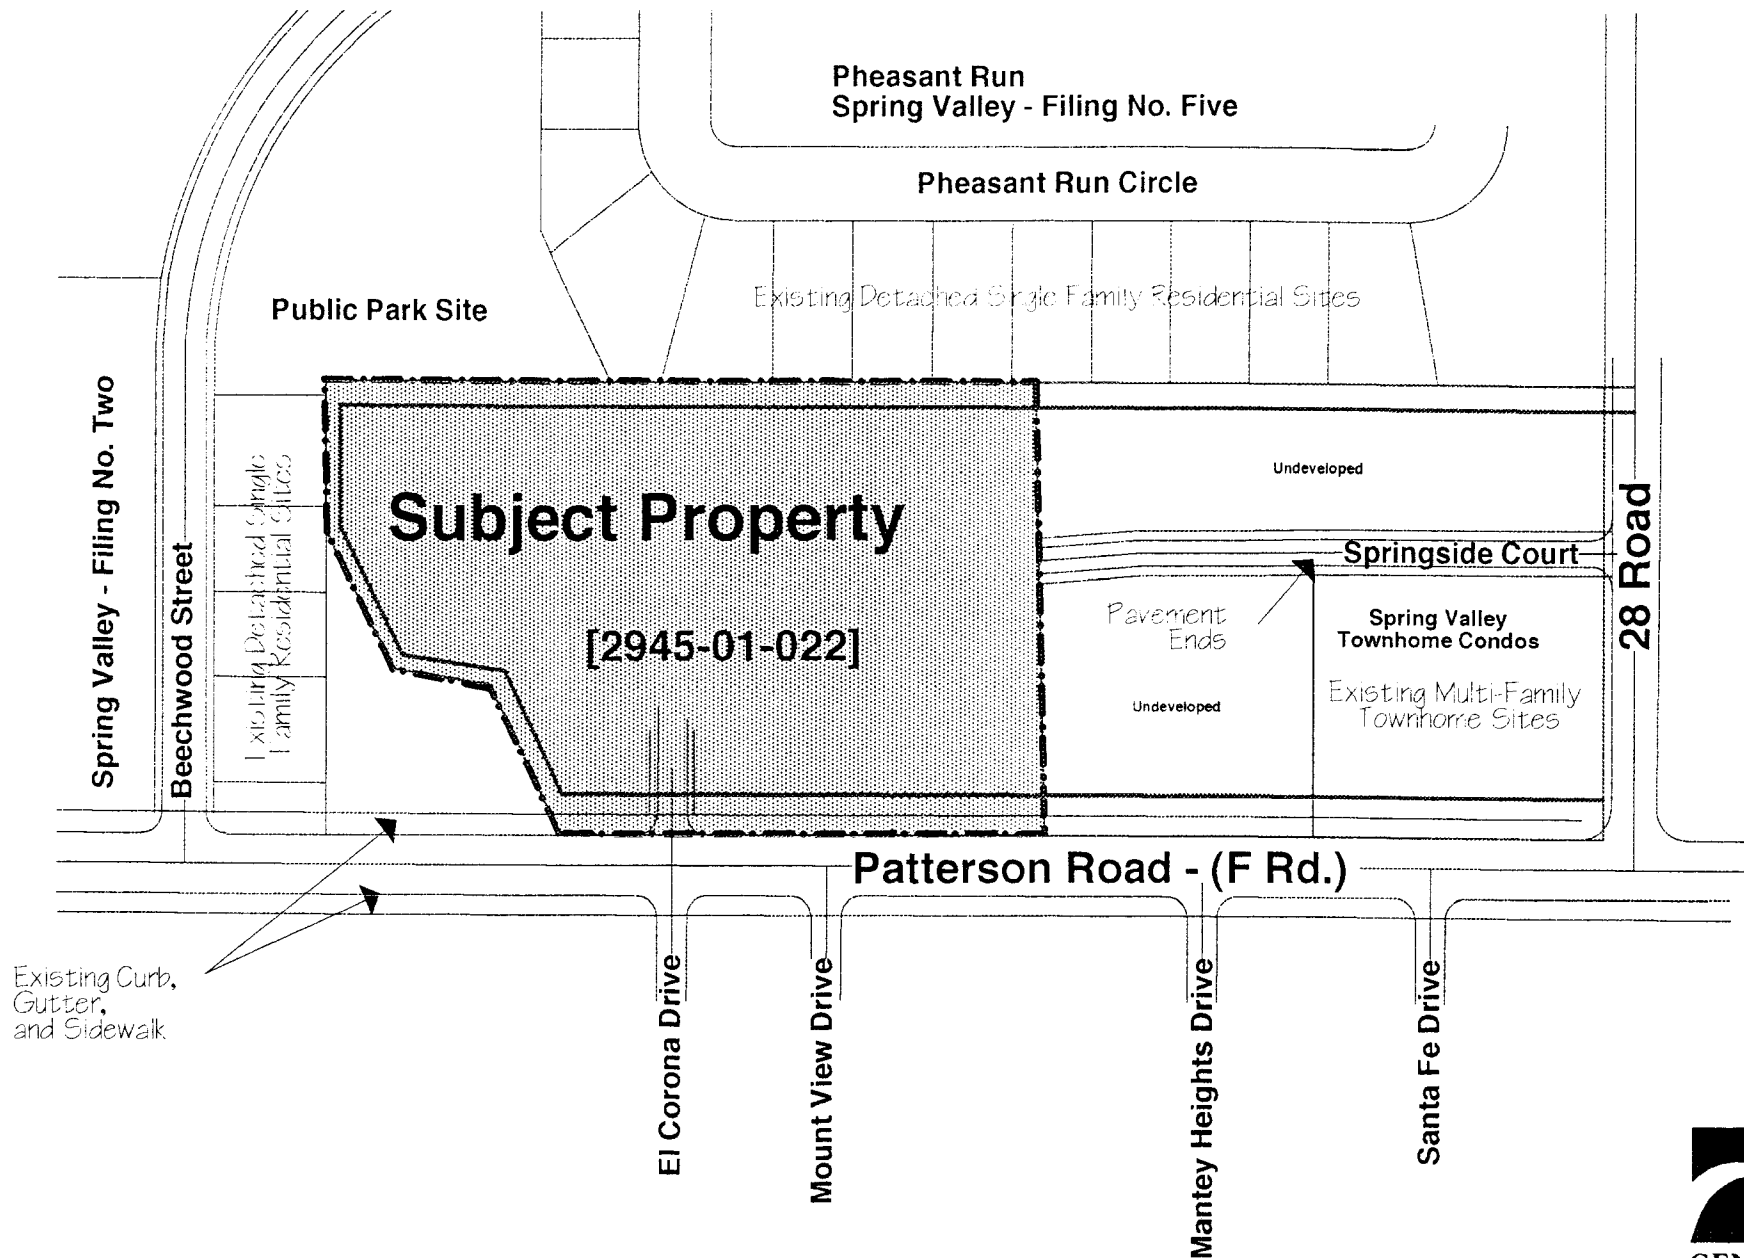 Pheasant Run
Spring Valley - Filing No. Five
Pheasant Run Circle
Existing Detached Single Family Residential Sites
Public Park Site
Spring Valley - Filing No. Two
Beechwood Street
Existing Detached Single
Family Residential Sites
Subject Property
[2945-01-022]
Undeveloped
Springside Court
28 Road
Pavement
Ends
Spring Valley
Townhome Condos
Undeveloped
Existing Multi-Family
Townhome Sites
Patterson Road - (F Rd.)
Existing Curb,
Gutter,
and Sidewalk
El Corona Drive
Mount View Drive
Mantey Heights Drive
Santa Fe Drive